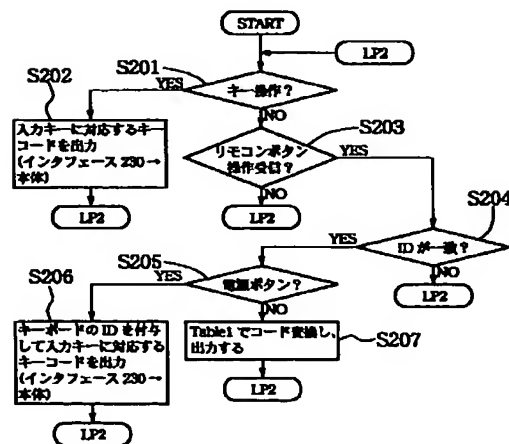 START
LP2
S201
S202
YES
キー操作?
NO
入力キーに対応するキー
コードを出力
(インタフェース 230→
本体)
LP2
S203
リモコンボタン
操作受信?
YES
NO
LP2
S204
YES
IDが一致?
NO
LP2
S205
S206
YES
電源ボタン?
NO
キーボードのIDを付与
して入力キーに対応する
キーコードを出力
(インタフェース 230→
本体)
LP2
Table1 でコード変換し、
出力する
S207
LP2